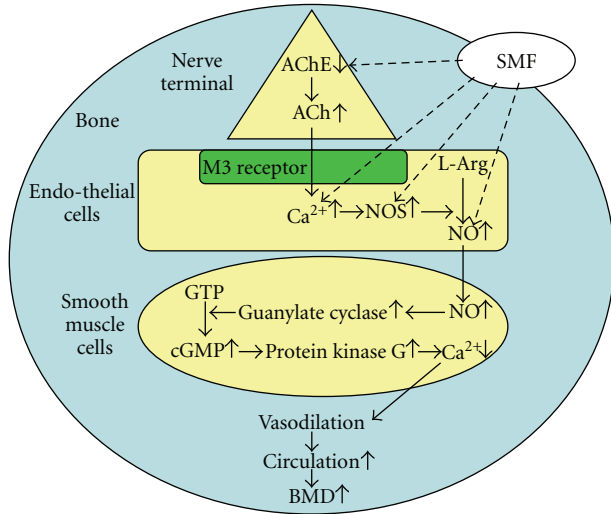 Nerve
terminal
AChE↓
SMF
ACh↑
Bone
M3 receptor
L-Arg
Endo-thelial
cells
Ca²⁺↑ → NOS↑ → NO↑
GTP
Smooth
muscle
cells
Guanylate cyclase↑ ← NO↑
cGMP↑ → Protein kinase G↑ → Ca²⁺↓
Vasodilation
Circulation↑
BMD↑